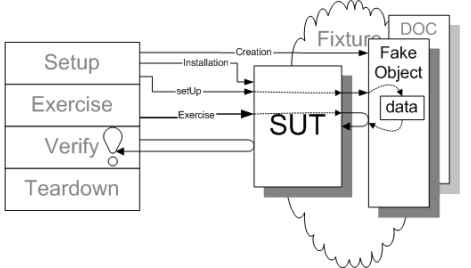 Setup
Exercise
Verify
!
Teardown
Creation
Installation
setUp
Exercise
SUT
Fixture
DOC
Fake
Object
data